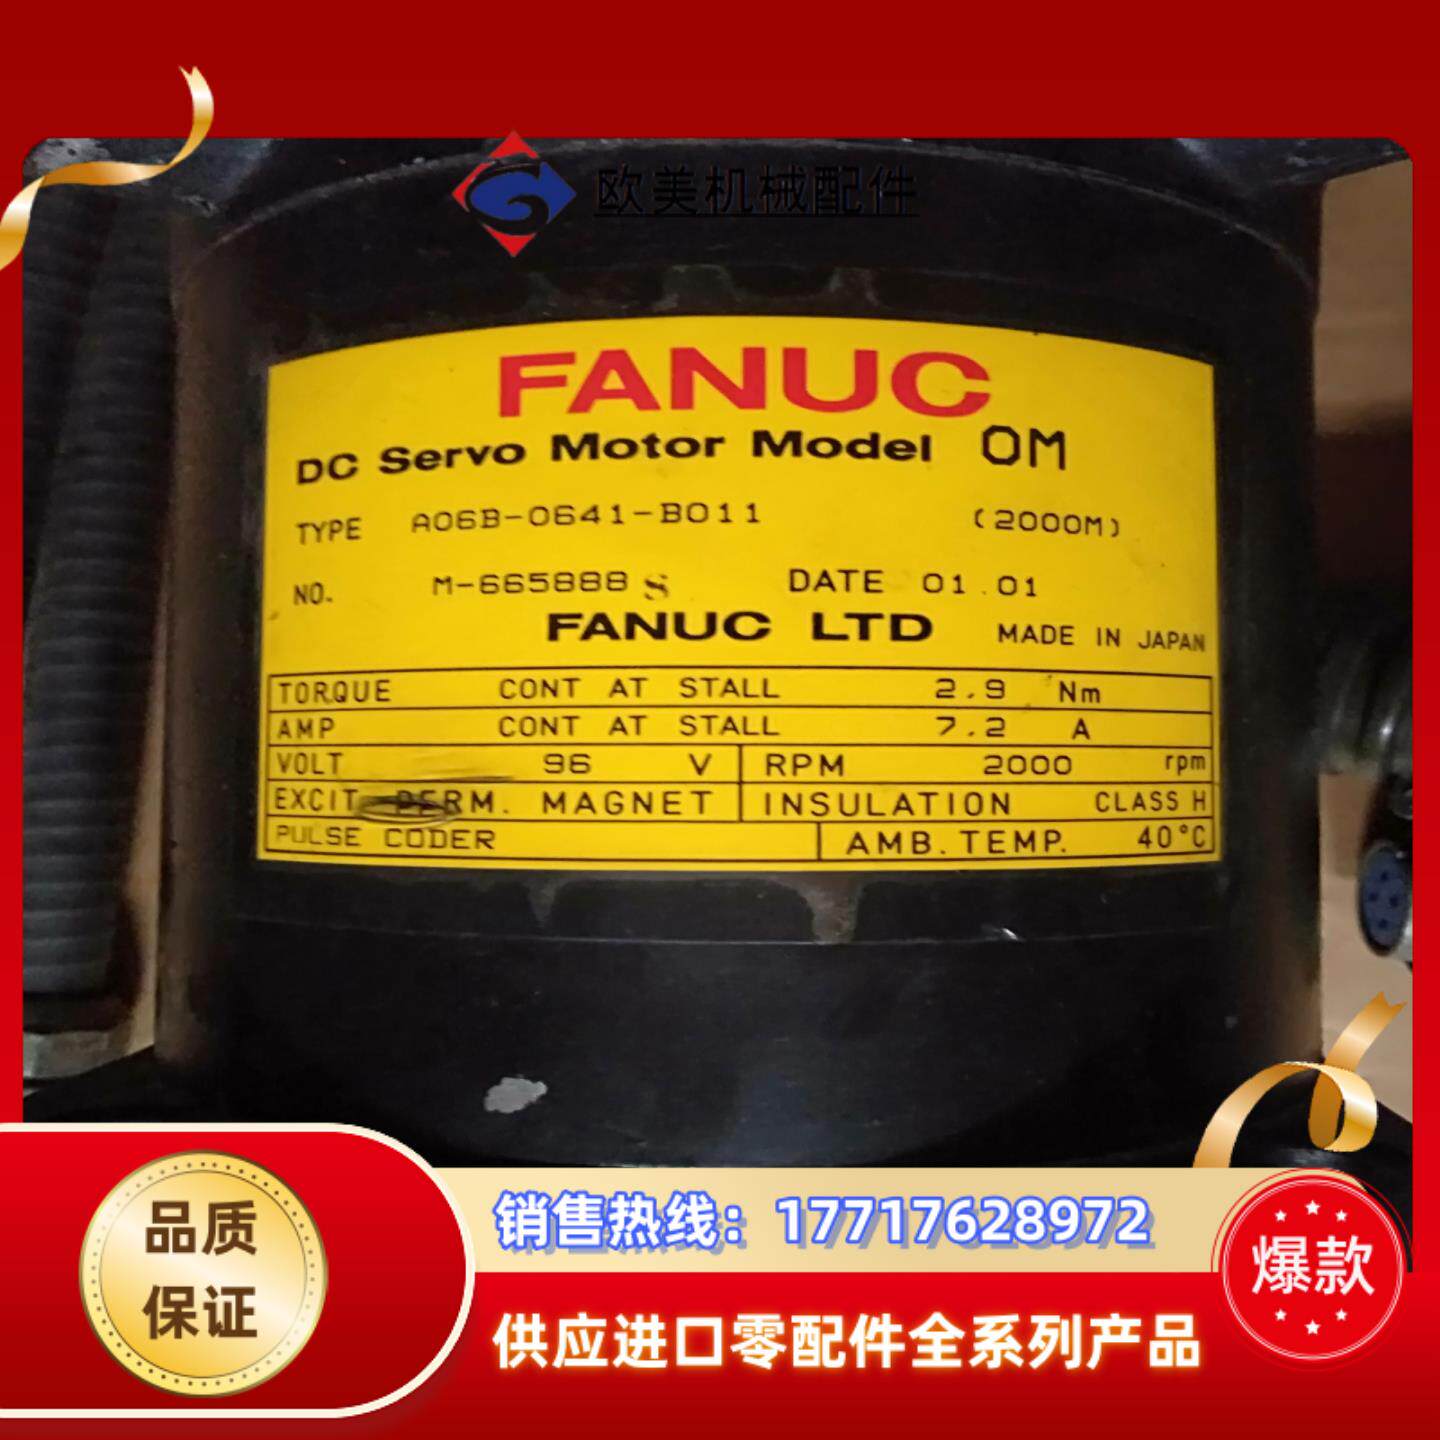 欧美机械配件
FANUC
DC Servo Motor Model 0M
TYPE A06B-0641-B011 (2000M)
NO. M-665888 S DATE 01.01
FANUC LTD MADE IN JAPAN
TORQUE CONT AT STALL 2.9 Nm
AMP CONT AT STALL 7.2 A
VOLT 96 V RPM 2000 rpm
EXCIT PERM. MAGNET INSULATION CLASS H
PULSE CODER AMB. TEMP. 40°C
品质
保证
销售热线：17717628972
爆款
供应进口零配件全系列产品